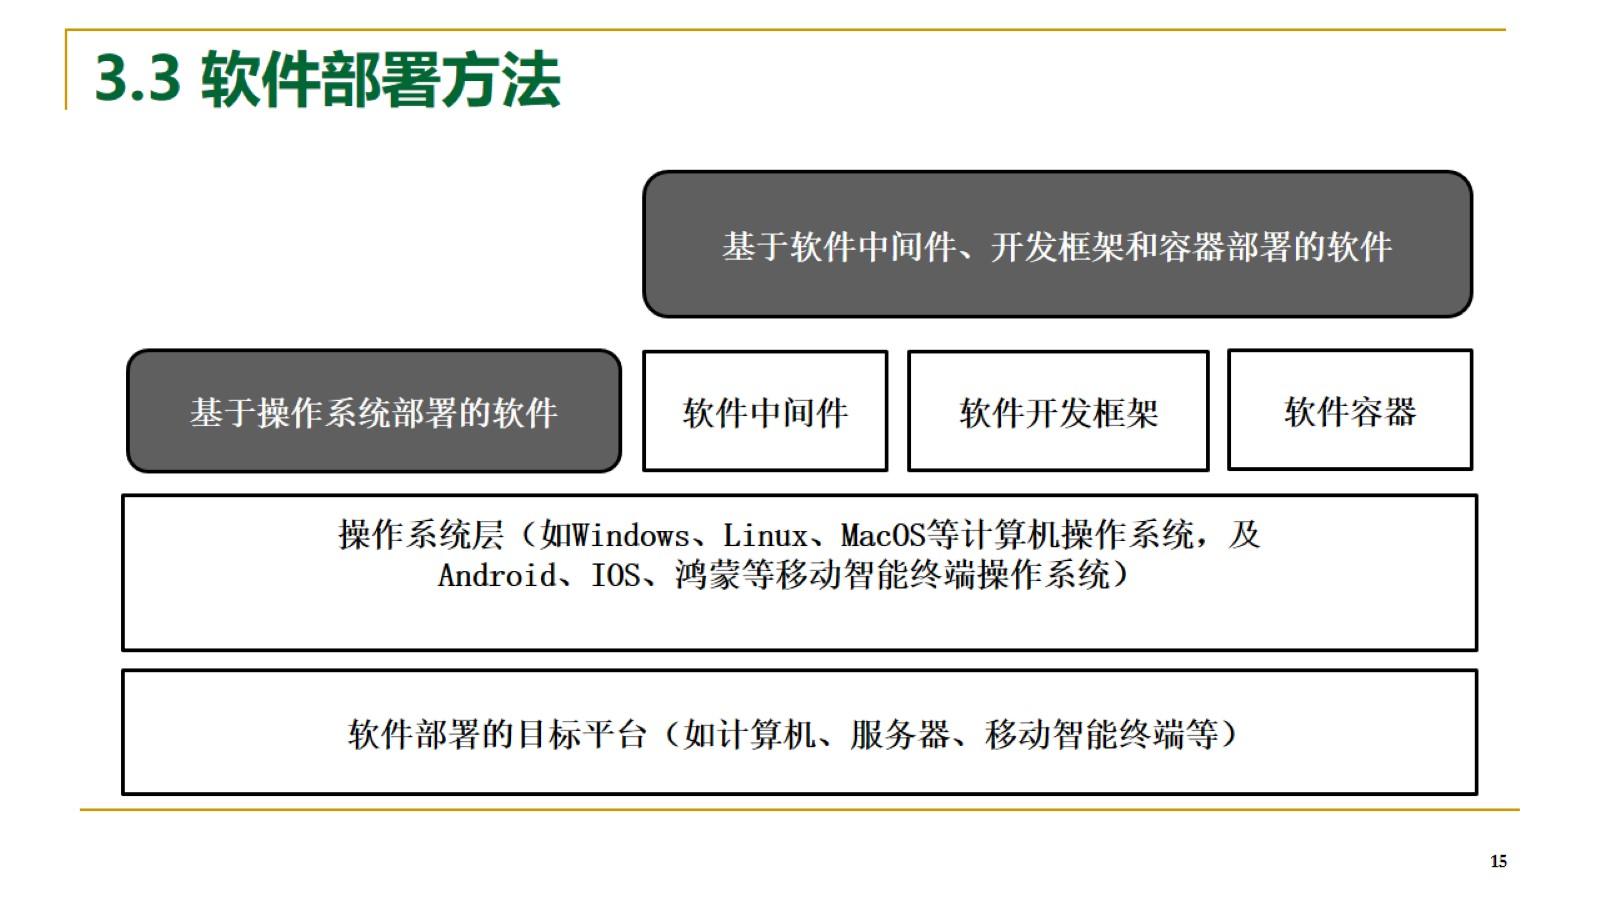 3.3 软件部署方法
基于软件中间件、开发框架和容器部署的软件
基于操作系统部署的软件
软件中间件
软件开发框架
软件容器
操作系统层（如Windows、Linux、MacOS等计算机操作系统，及
Android、IOS、鸿蒙等移动智能终端操作系统）
软件部署的目标平台（如计算机、服务器、移动智能终端等）
15